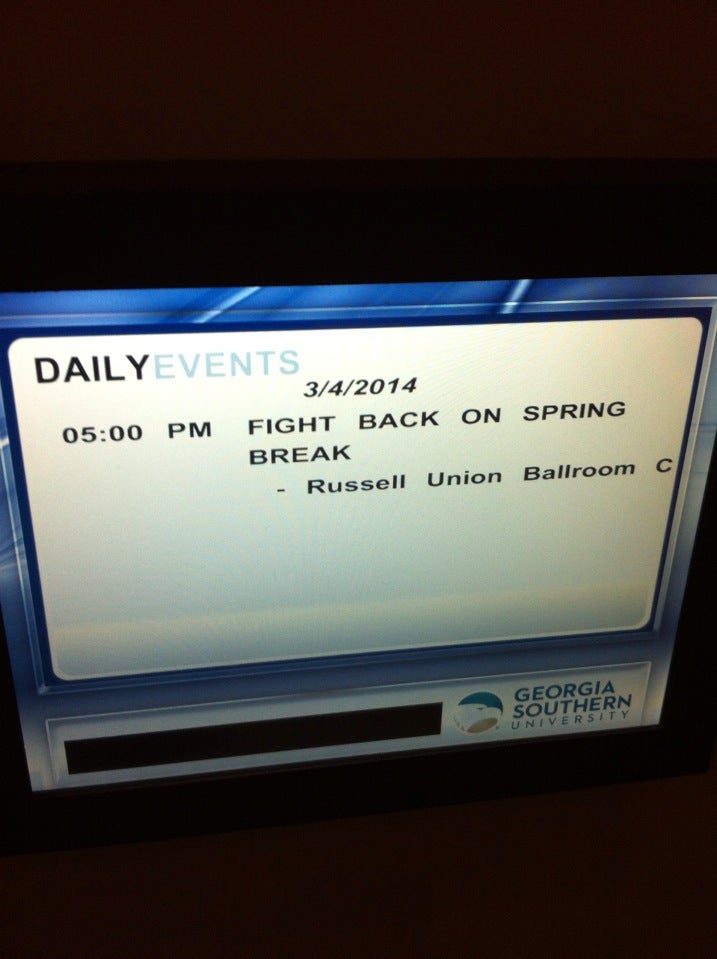 DAILYEVENTS
3/4/2014
05:00 PM FIGHT BACK ON SPRING
BREAK
- Russell Union Ballroom C
GEORGIA
SOUTHERN
UNIVERSITY